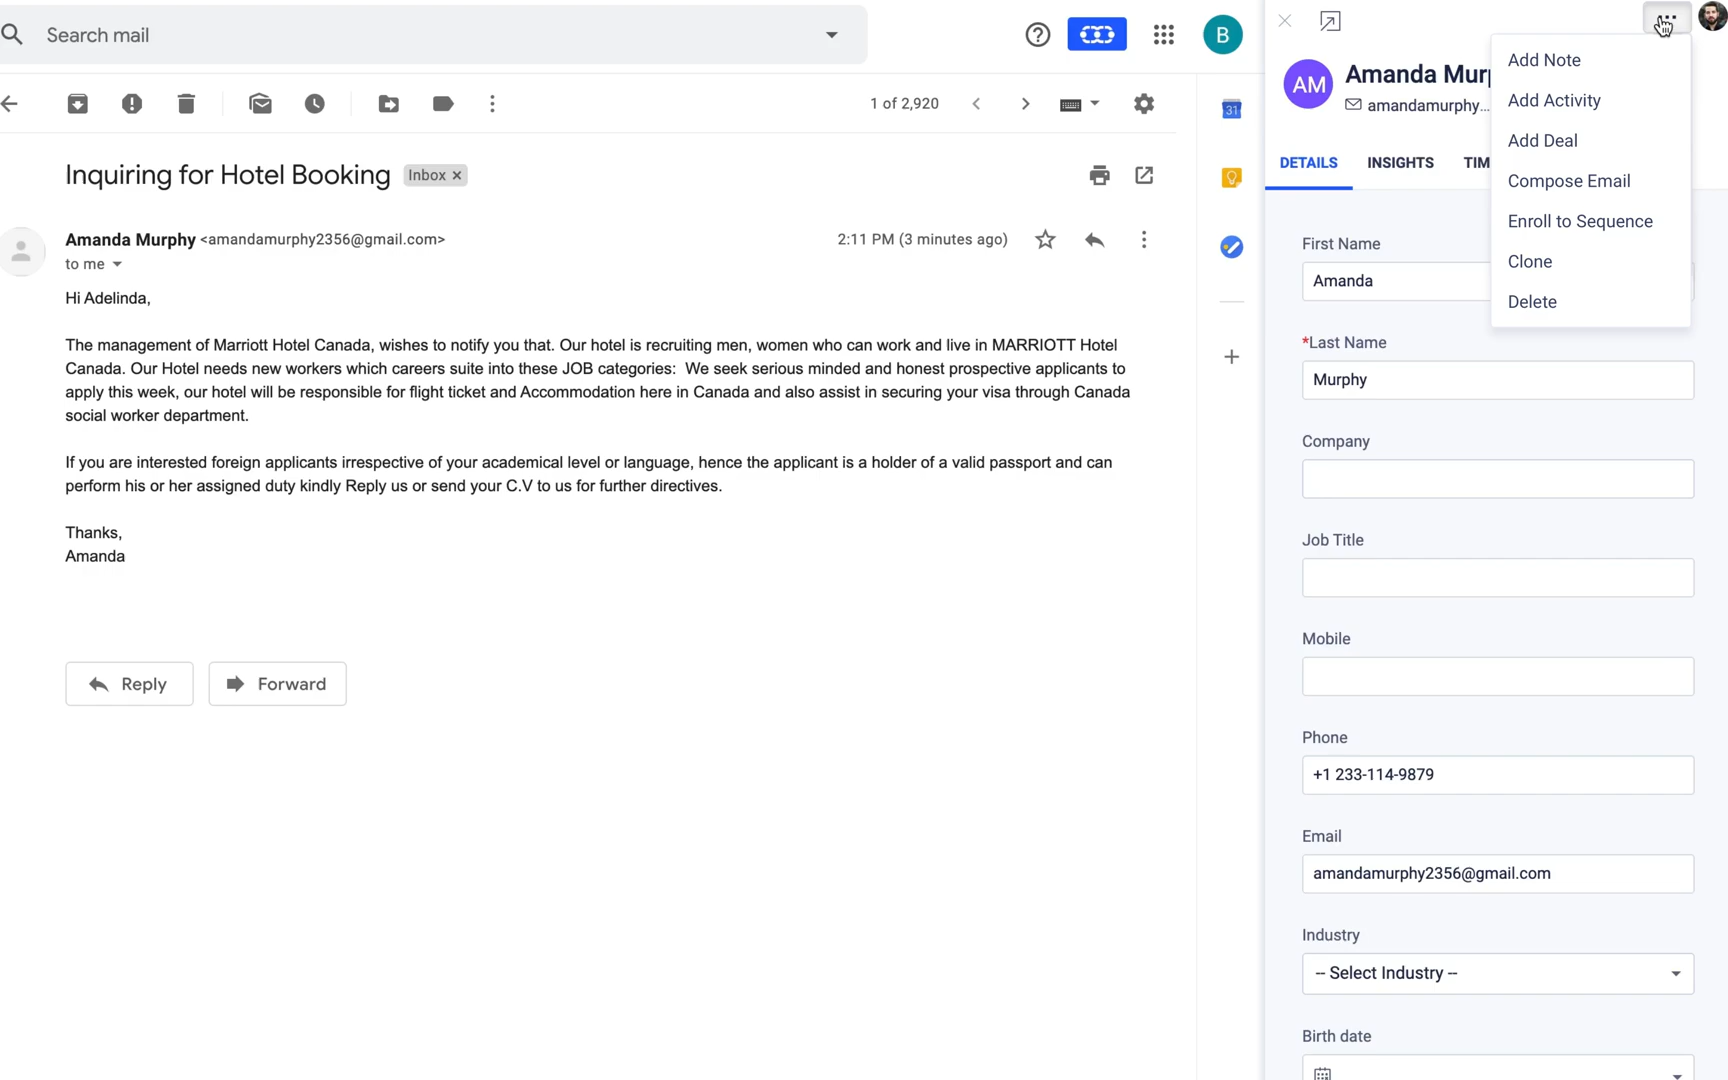 Search mail
B
1 of 2,920
31
Inquiring for Hotel Booking
Inbox ×
Amanda Murphy <amandamurphy2356@gmail.com>
2:11 PM (3 minutes ago)
to me
Hi Adelinda,
The management of Marriott Hotel Canada, wishes to notify you that. Our hotel is recruiting men, women who can work and live in MARRIOTT Hotel
Canada. Our Hotel needs new workers which careers suite into these JOB categories:  We seek serious minded and honest prospective applicants to
apply this week, our hotel will be responsible for flight ticket and Accommodation here in Canada and also assist in securing your visa through Canada
social worker department.
If you are interested foreign applicants irrespective of your academical level or language, hence the applicant is a holder of a valid passport and can
perform his or her assigned duty kindly Reply us or send your C.V to us for further directives.
Thanks,
Amanda
Reply
Forward
AM
Amanda Mur
amandamurphy...
DETAILS INSIGHTS TIM
Add Note
Add Activity
Add Deal
Compose Email
Enroll to Sequence
Clone
Delete
First Name
Amanda
*Last Name
Murphy
Company
Job Title
Mobile
Phone
+1 233-114-9879
Email
amandamurphy2356@gmail.com
Industry
-- Select Industry --
Birth date